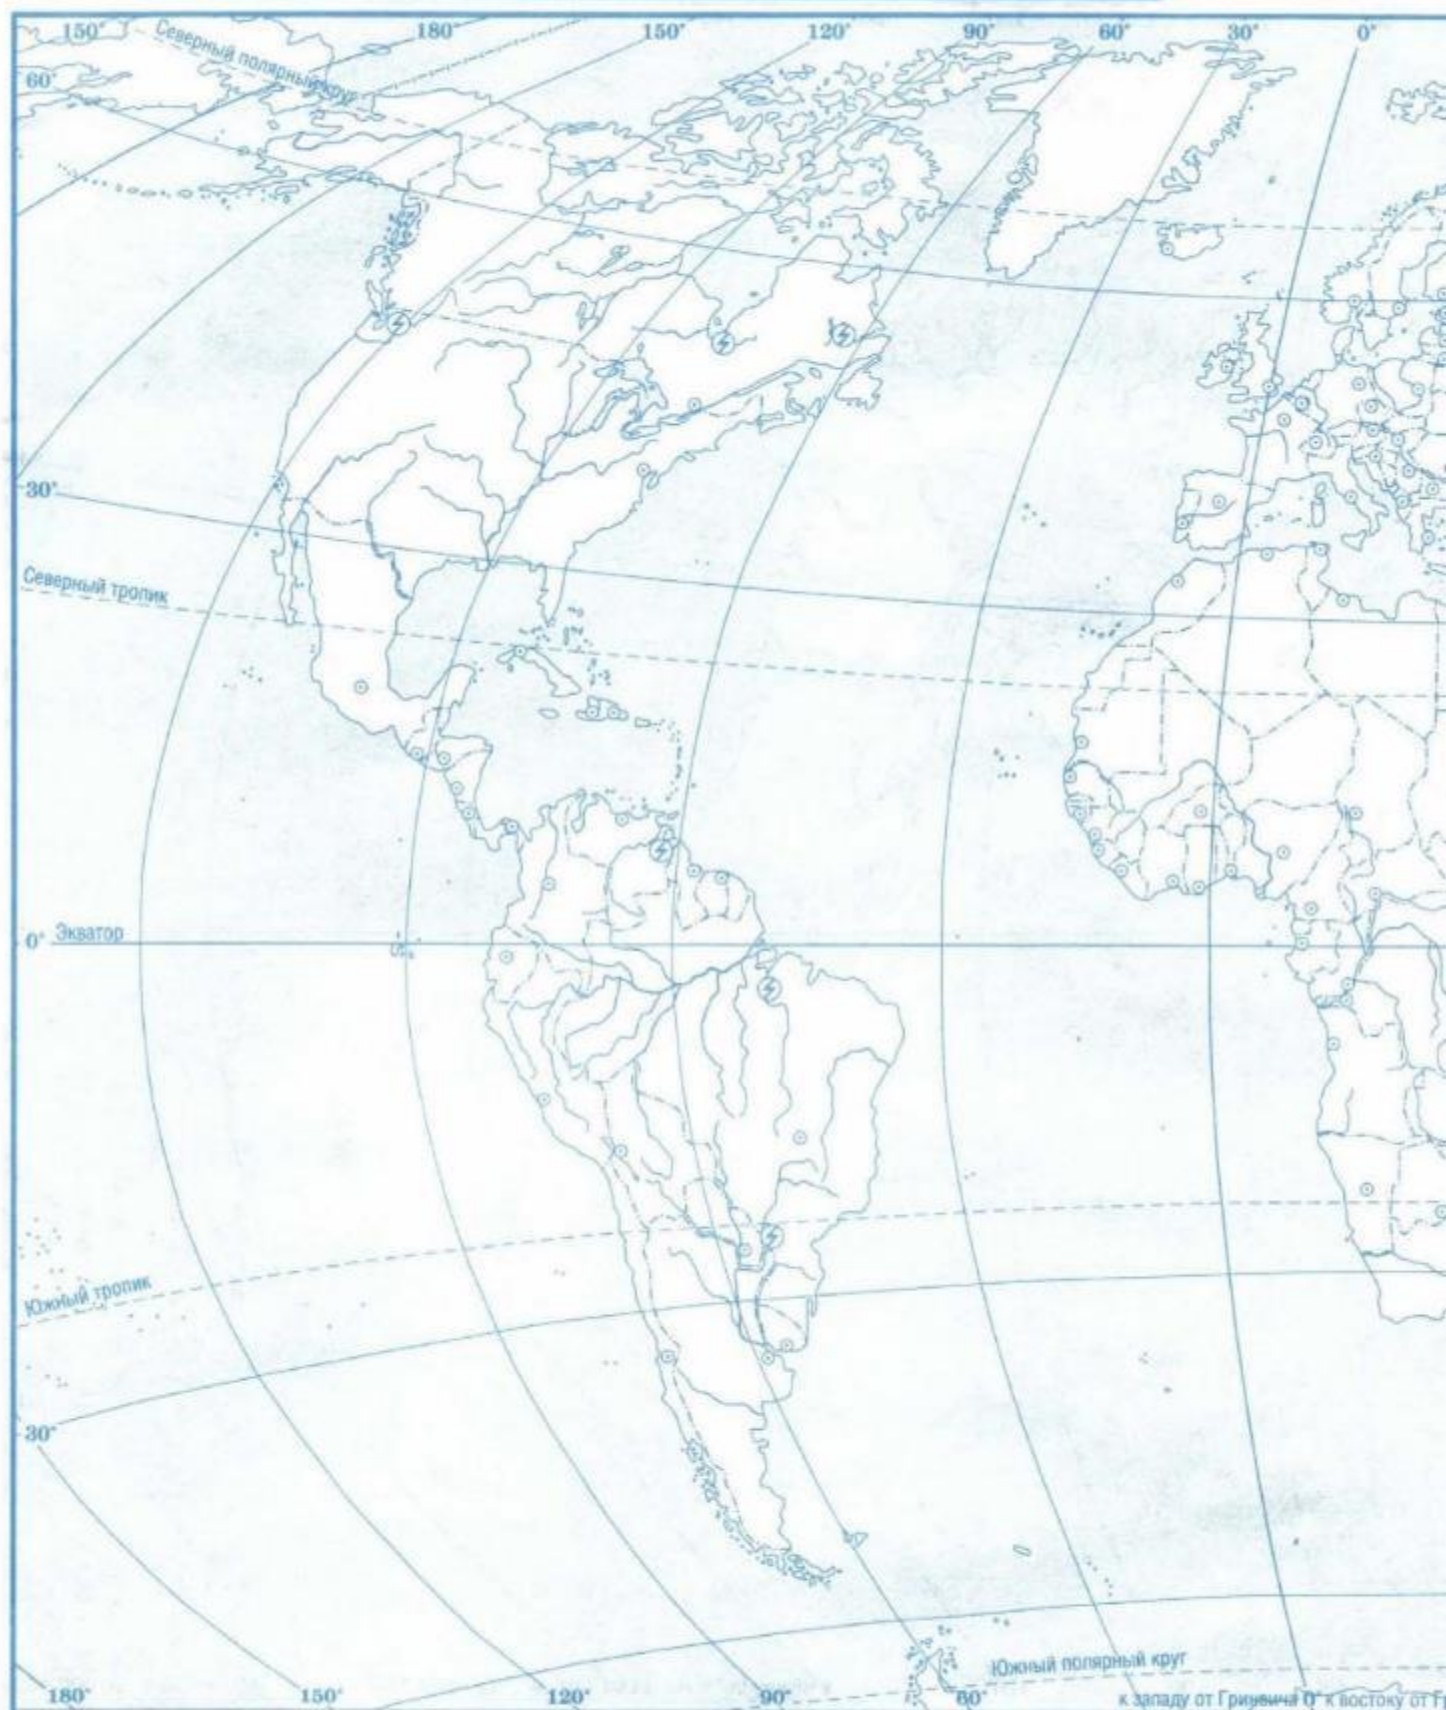 150° 180° 150° 120° 90° 60° 30° 0°
Северный полярный круг
60°
30°
Северный тропик
0° Экватор
Южный тропик
30°
Южный полярный круг
180° 150° 120° 90° 60°
к западу от Гринвича 0° к востоку от Гр